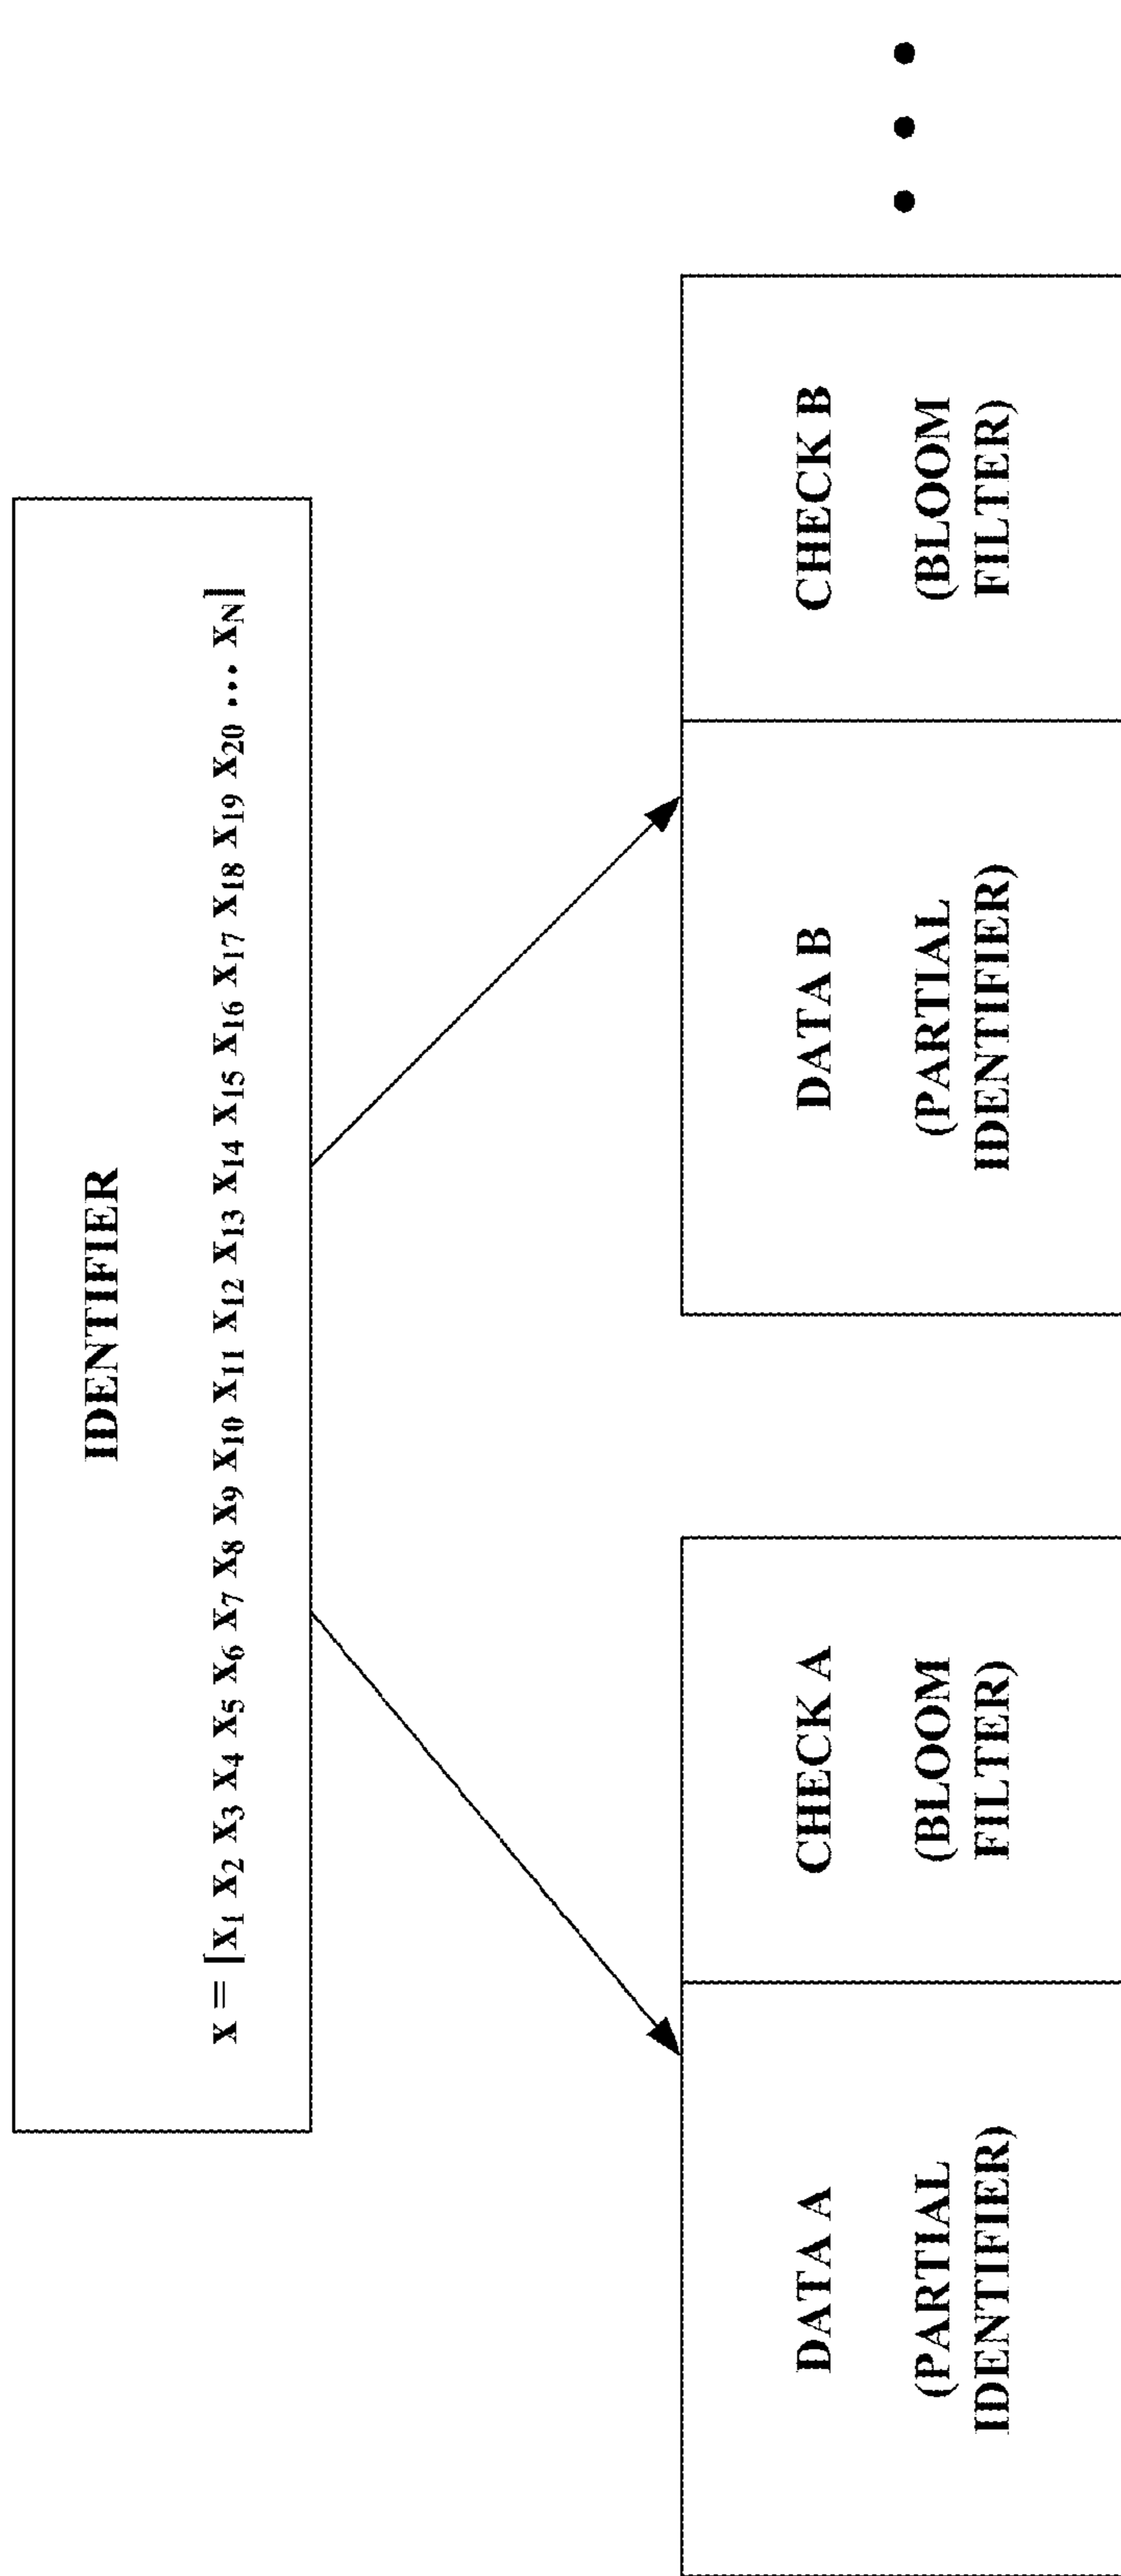 IDENTIFIER
X = [X₁ X₂ X₃ X₄ X₅ X₆ X₇ X₈ X₉ X₁₀ X₁₁ X₁₂ X₁₃ X₁₄ X₁₅ X₁₆ X₁₇ X₁₈ X₁₉ X₂₀ ••• X_N]
DATA A
(PARTIAL
IDENTIFIER)
CHECK A
(BLOOM
FILTER)
DATA B
(PARTIAL
IDENTIFIER)
CHECK B
(BLOOM
FILTER)
• • •